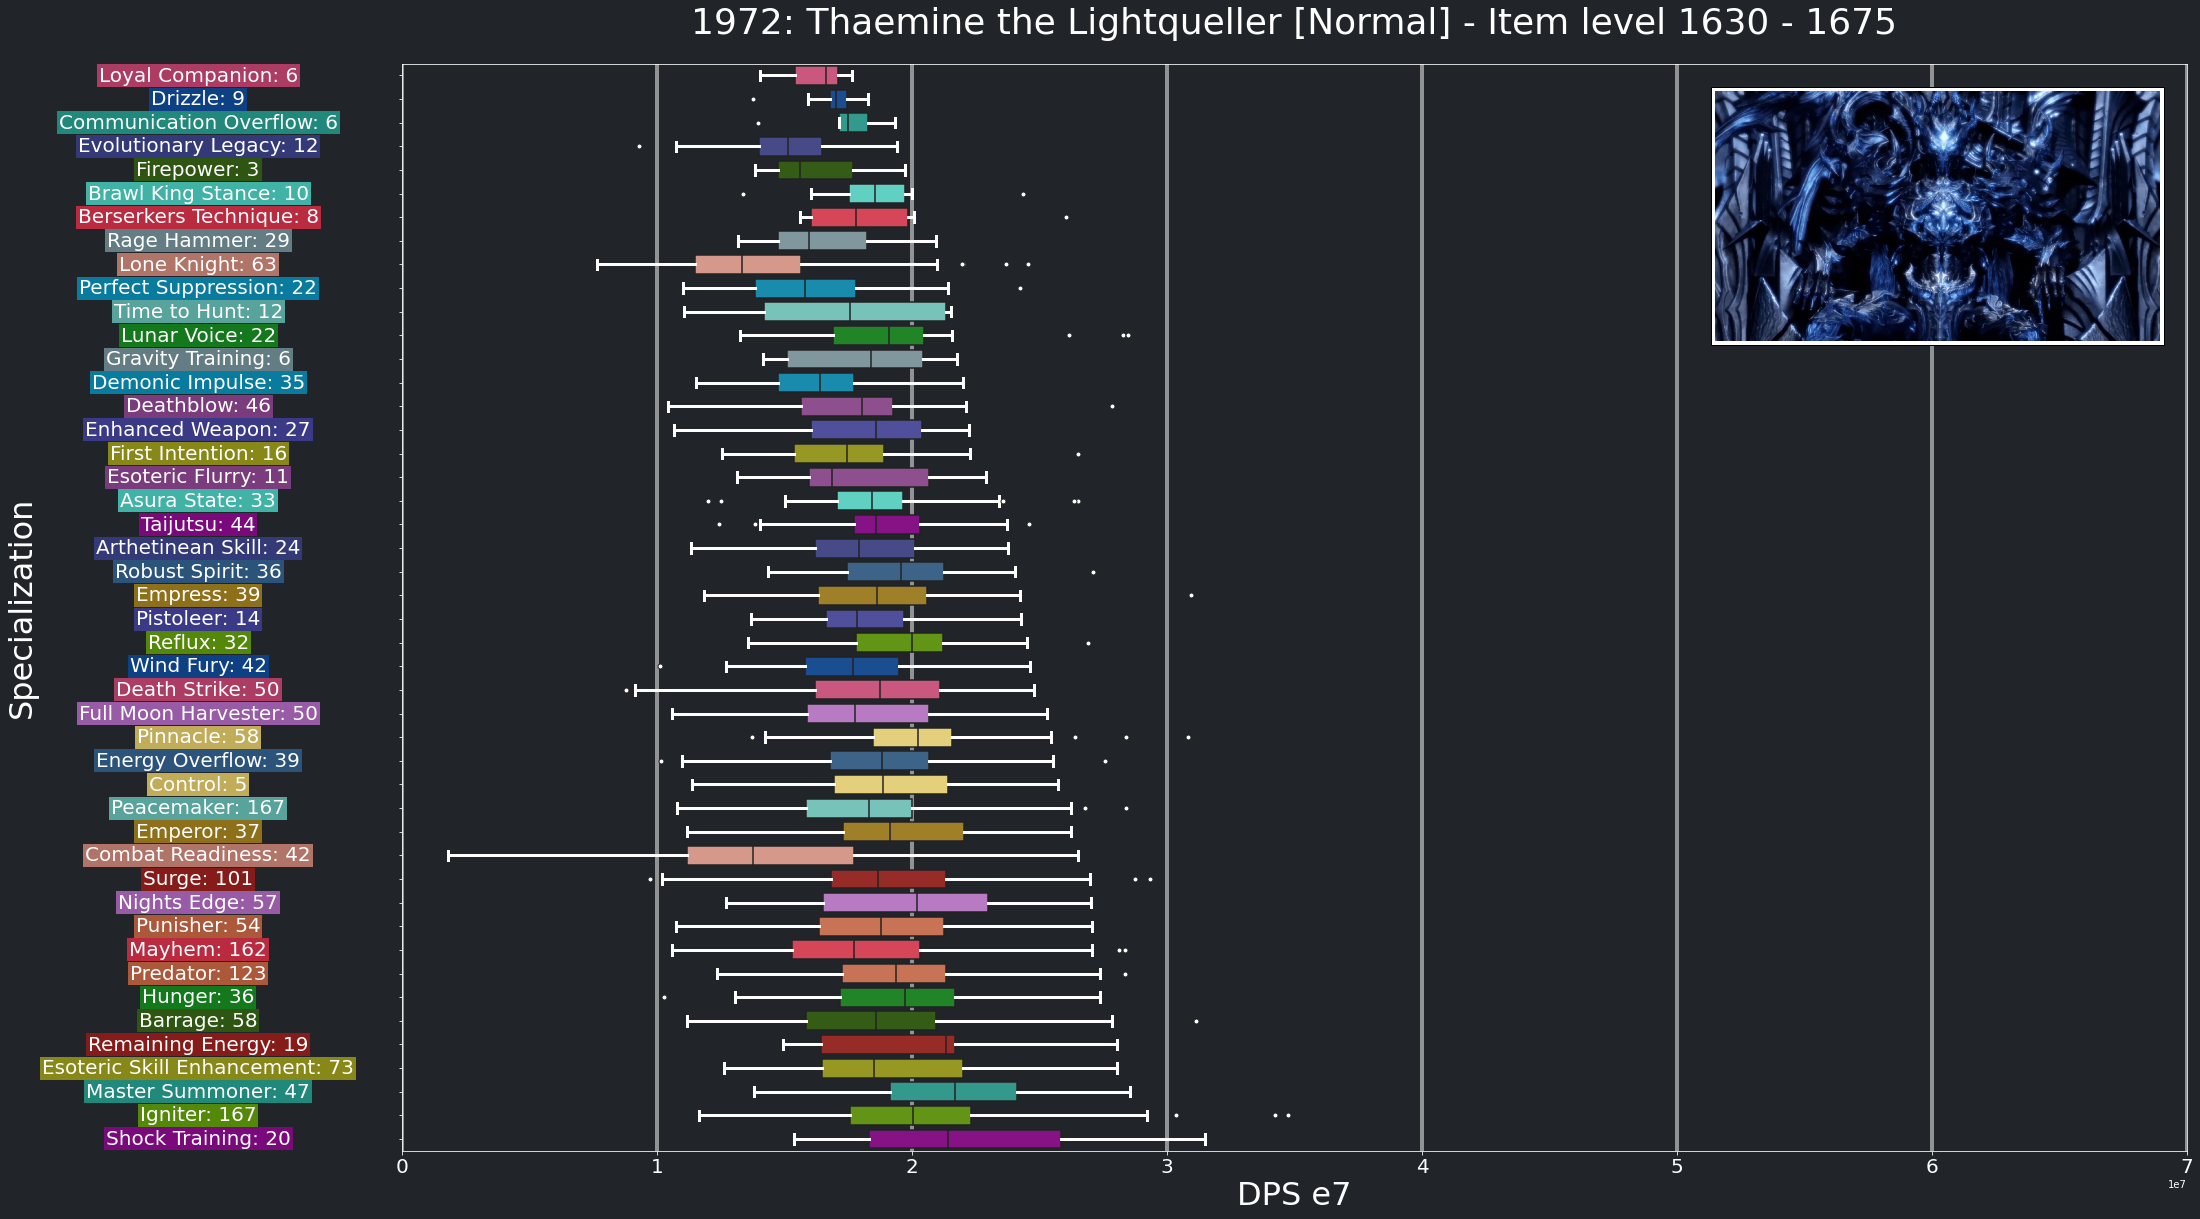 1972: Thaemine the Lightqueller [Normal] - Item level 1630 - 1675
Loyal Companion: 6
Drizzle: 9
Communication Overflow: 6
Evolutionary Legacy: 12
Firepower: 3
Brawl King Stance: 10
Berserkers Technique: 8
Rage Hammer: 29
Lone Knight: 63
Perfect Suppression: 22
Time to Hunt: 12
Lunar Voice: 22
Gravity Training: 6
Demonic Impulse: 35
Deathblow: 46
Enhanced Weapon: 27
First Intention: 16
Esoteric Flurry: 11
Asura State: 33
Taijutsu: 44
Arthetinean Skill: 24
Robust Spirit: 36
Empress: 39
Pistoleer: 14
Reflux: 32
Wind Fury: 42
Death Strike: 50
Full Moon Harvester: 50
Pinnacle: 58
Energy Overflow: 39
Control: 5
Peacemaker: 167
Emperor: 37
Combat Readiness: 42
Surge: 101
Nights Edge: 57
Punisher: 54
Mayhem: 162
Predator: 123
Hunger: 36
Barrage: 58
Remaining Energy: 19
Esoteric Skill Enhancement: 73
Master Summoner: 47
Igniter: 167
Shock Training: 20
Specialization
0 1 2 3 4 5 6 7
1e7
DPS e7